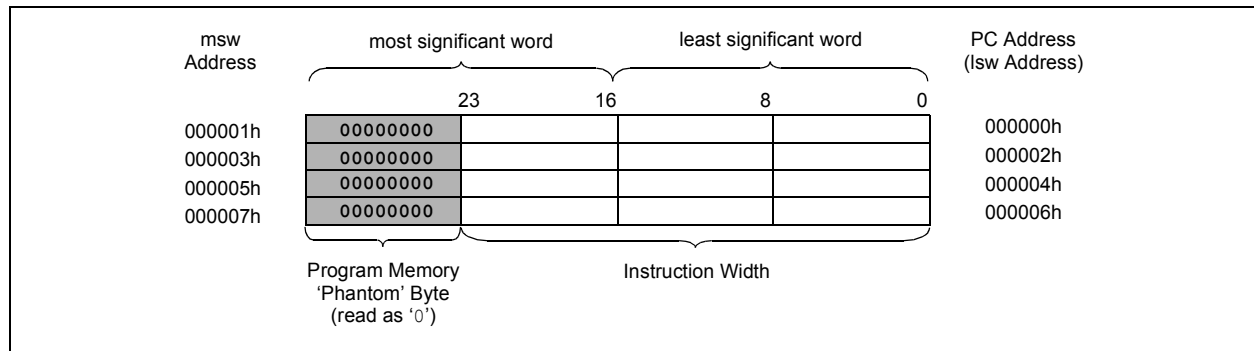 msw
Address
most significant word
least significant word
PC Address
(lsw Address)
23
16
8
0
000001h
00000000
000000h
000003h
00000000
000002h
000005h
00000000
000004h
000007h
00000000
000006h
Program Memory
‘Phantom’ Byte
(read as ‘0’)
Instruction Width